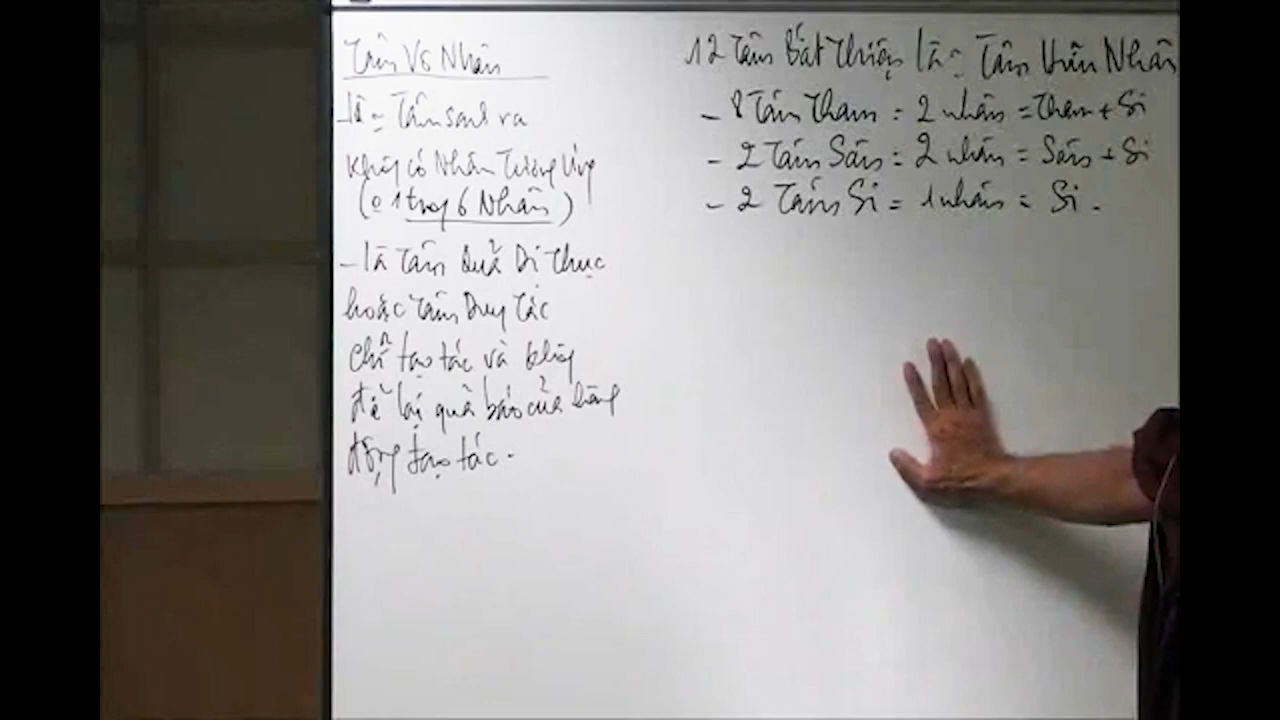 Tâm Vô Nhân
là = Tâm sanh ra
không có Nhân Tương Ưng
(= 1 trong 6 Nhân)
- là Tâm Quả Dị Thục
hoặc Tâm Duy Tác
chỉ tạo tác và không
để lại quả báo của hành
động tạo tác.
12 Tâm Bất Thiện là = Tâm Hữu Nhân
- 8 Tâm Tham = 2 nhân = Tham + Si
- 2 Tâm Sân = 2 nhân = Sân + Si
- 2 Tâm Si = 1 nhân = Si.